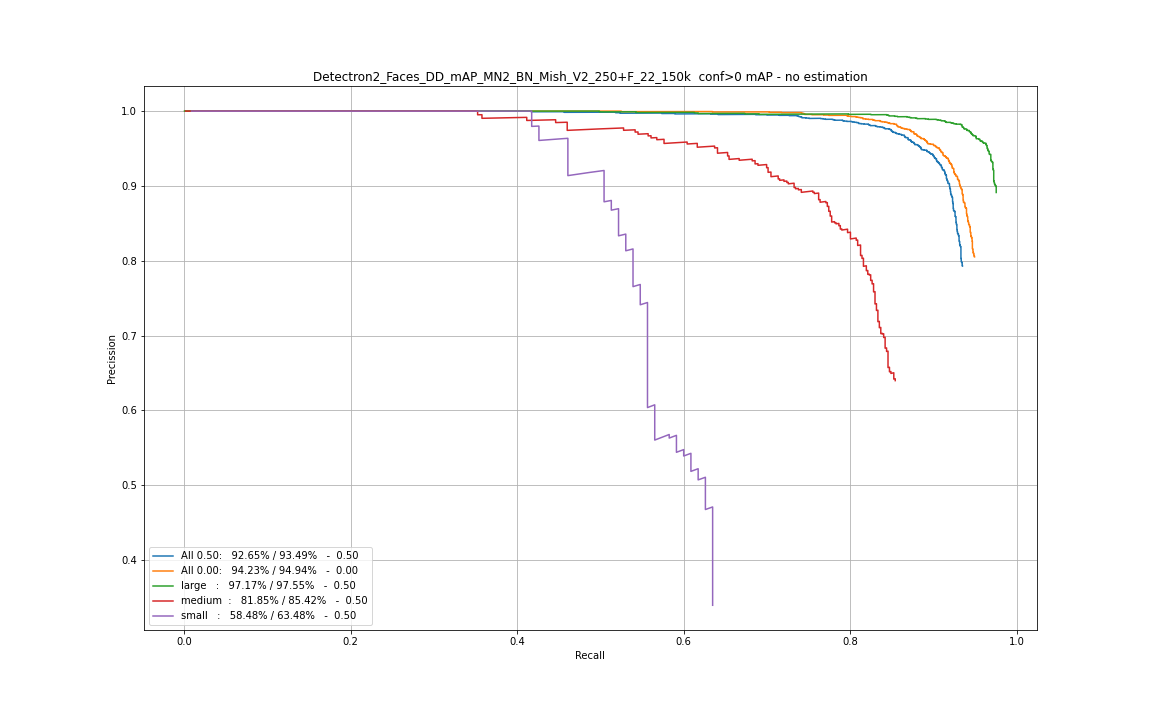 Detectron2_Faces_DD_mAP_MN2_BN_Mish_V2_250+F_22_150k  conf>0 mAP - no estimation
1.0
0.9
0.8
0.7
0.6
0.5
0.4
Precission
All 0.50:   92.65% / 93.49%   -  0.50
All 0.00:   94.23% / 94.94%   -  0.00
large   :   97.17% / 97.55%   -  0.50
medium  :   81.85% / 85.42%   -  0.50
small   :   58.48% / 63.48%   -  0.50
0.0 0.2 0.4 0.6 0.8 1.0
Recall